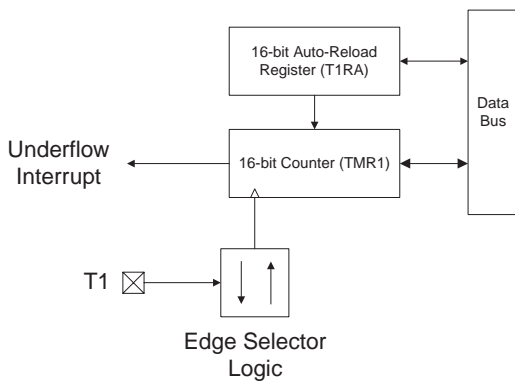 16-bit Auto-Reload
Register (T1RA)
Data
Bus
Underflow
Interrupt
16-bit Counter (TMR1)
T1
Edge Selector
Logic